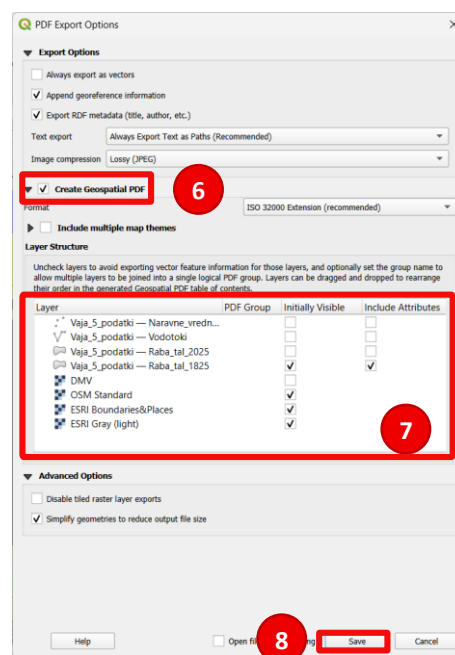 PDF Export Options
Export Options
Always export as vectors
Append georeference information
Export RDF metadata (title, author, etc.)
Text export Always Export Text as Paths (Recommended)
Image compression Lossy (JPEG)
Create Geospatial PDF
6
Format ISO 32000 Extension (recommended)
Include multiple map themes
Layer Structure
Uncheck layers to avoid exporting vector feature information for those layers, and optionally set the group name to
allow multiple layers to be joined into a single logical PDF group. Layers can be dragged and dropped to rearrange
their order in the generated Geospatial PDF table of contents.
Layer PDF Group Initially Visible Include Attributes
Vaja_5_podatki — Naravne_vredn...
Vaja_5_podatki — Vodotoki
Vaja_5_podatki — Raba_tal_2025
Vaja_5_podatki — Raba_tal_1825
DMV
OSM Standard
ESRI Boundaries&Places
ESRI Gray (light)
7
Advanced Options
Disable tiled raster layer exports
Simplify geometries to reduce output file size
Help Open 8 Save Cancel